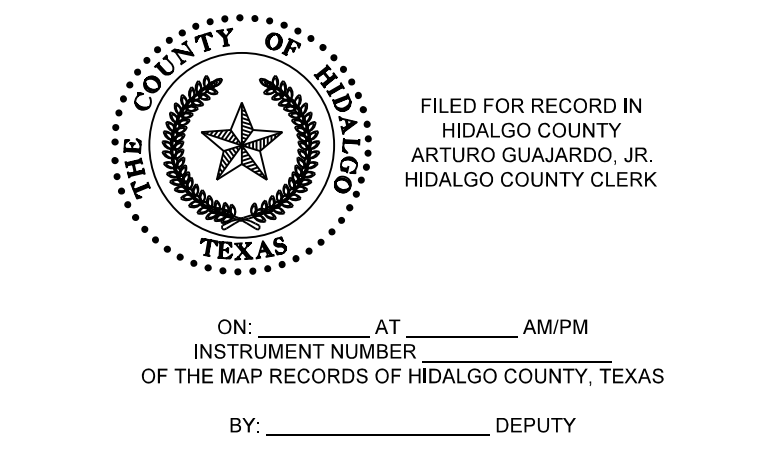 THE COUNTY OF HIDALGO
TEXAS
FILED FOR RECORD IN
HIDALGO COUNTY
ARTURO GUAJARDO, JR.
HIDALGO COUNTY CLERK
ON: __________ AT __________ AM/PM
INSTRUMENT NUMBER _________________
OF THE MAP RECORDS OF HIDALGO COUNTY, TEXAS
BY: ____________________ DEPUTY